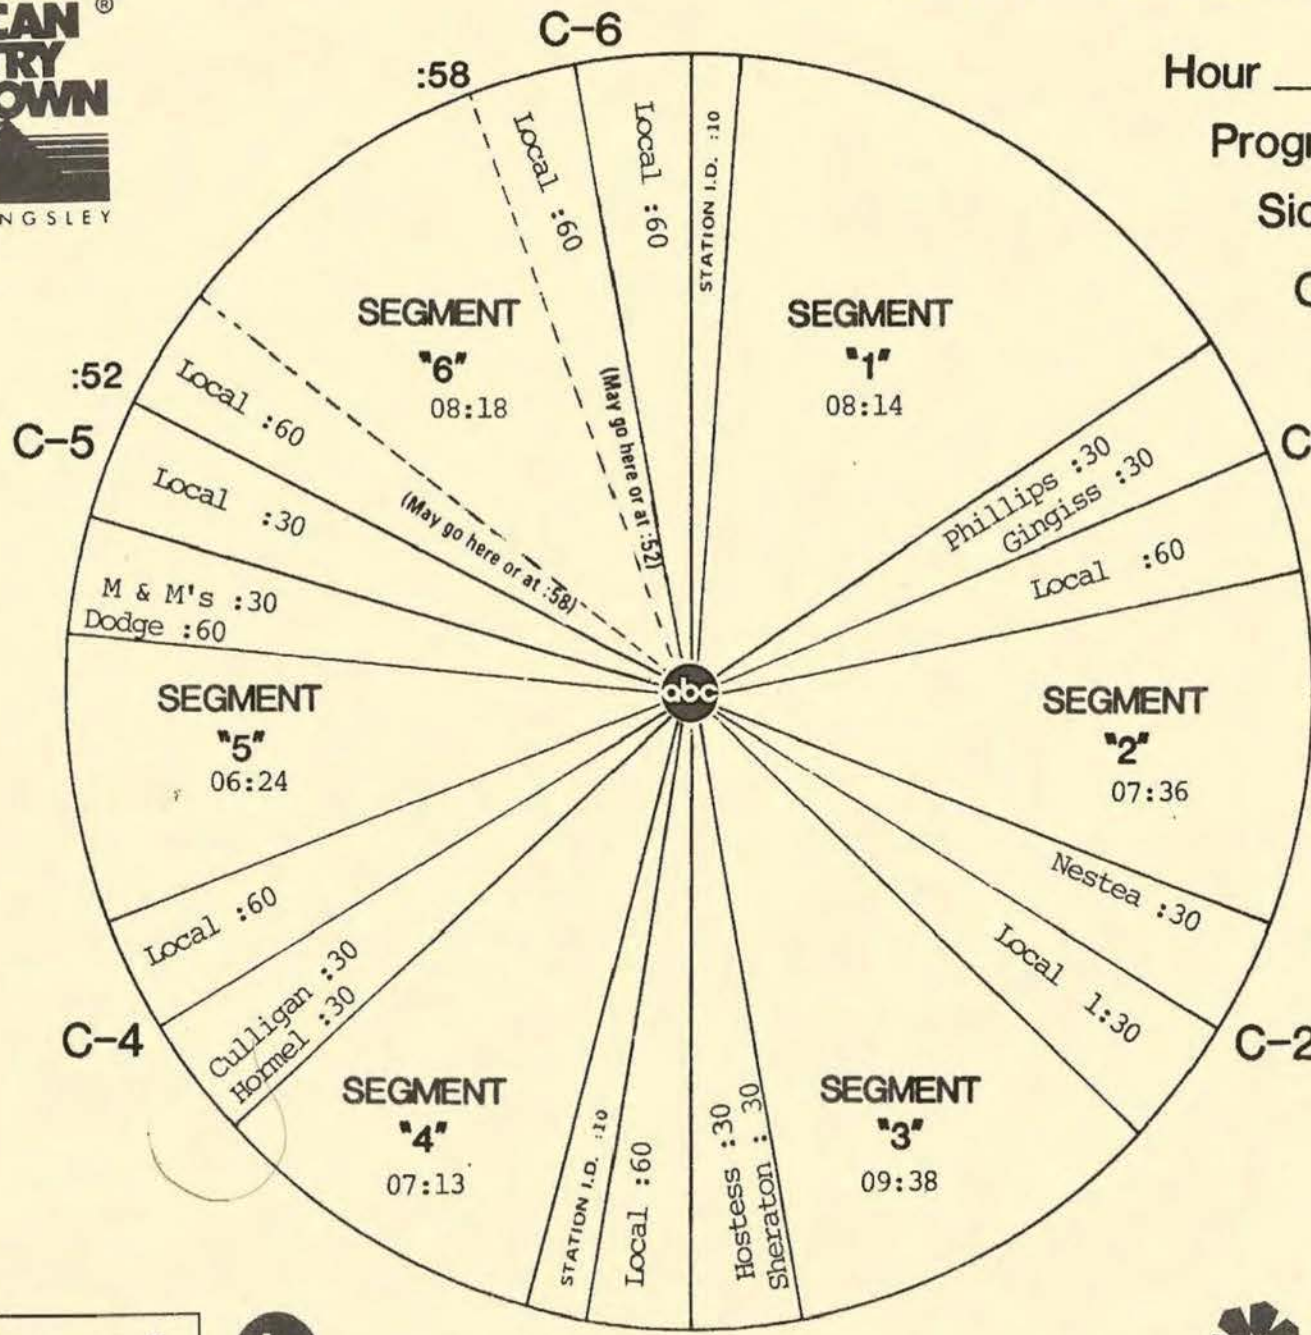 ®
C-6
:58
Hour
Local :60
Local :60
STATION I.D. :10
SEGMENT
"6"
08:18
(May go here or at :52)
SEGMENT
"1"
08:14
:52
C-5
Local :60
(May go here or at :58)
Local :30
M & M's :30
Dodge :60
Phillips :30
Gingiss :30
Local :60
abc
SEGMENT
"5"
06:24
SEGMENT
"2"
07:36
Nestea :30
Local 1:30
C-2
Local :60
C-4
Culligan :30
Hormel :30
SEGMENT
"4"
07:13
STATION I.D. :10
Local :60
Hostess :30
Sheraton : 30
SEGMENT
"3"
09:38